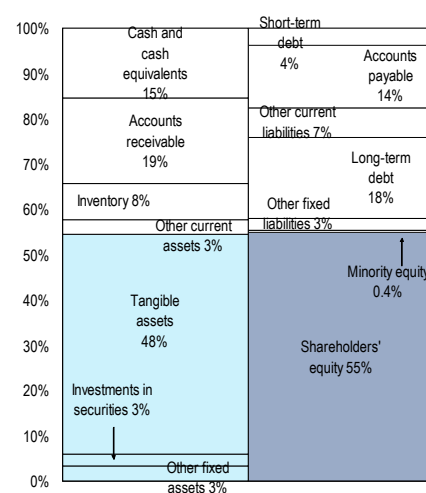 100%
90%
80%
70%
60%
50%
40%
30%
20%
10%
0%
Cash and
cash
equivalents
15%
Accounts
receivable
19%
Inventory 8%
Other current
assets 3%
Tangible
assets
48%
Investments in
securities 3%
Other fixed
assets 3%
Short-term
debt
4%
Accounts
payable
14%
Other current
liabilities 7%
Long-term
debt
18%
Other fixed
liabilities 3%
Minority equity
0.4%
Shareholders'
equity 55%